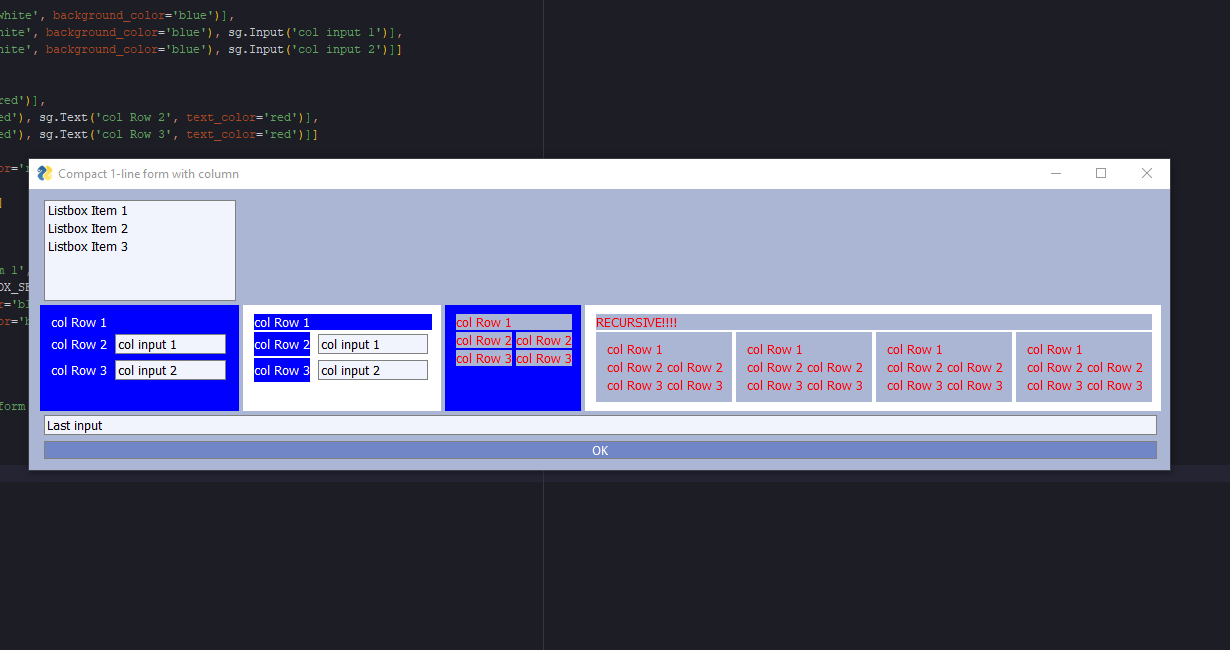 white', background_color='blue')],
hite', background_color='blue'), sg.Input('col input 1')],
hite', background_color='blue'), sg.Input('col input 2')]]
red')],
ed'), sg.Text('col Row 2', text_color='red')],
ed'), sg.Text('col Row 3', text_color='red')]]
Compact 1-line form with column
Listbox Item 1
Listbox Item 2
Listbox Item 3
col Row 1
col Row 2 col input 1
col Row 3 col input 2
col Row 1
col Row 2 col input 1
col Row 3 col input 2
col Row 1
col Row 2 col Row 2
col Row 3 col Row 3
RECURSIVE!!!!
col Row 1
col Row 2 col Row 2
col Row 3 col Row 3
col Row 1
col Row 2 col Row 2
col Row 3 col Row 3
col Row 1
col Row 2 col Row 2
col Row 3 col Row 3
col Row 1
col Row 2 col Row 2
col Row 3 col Row 3
form
Last input
OK